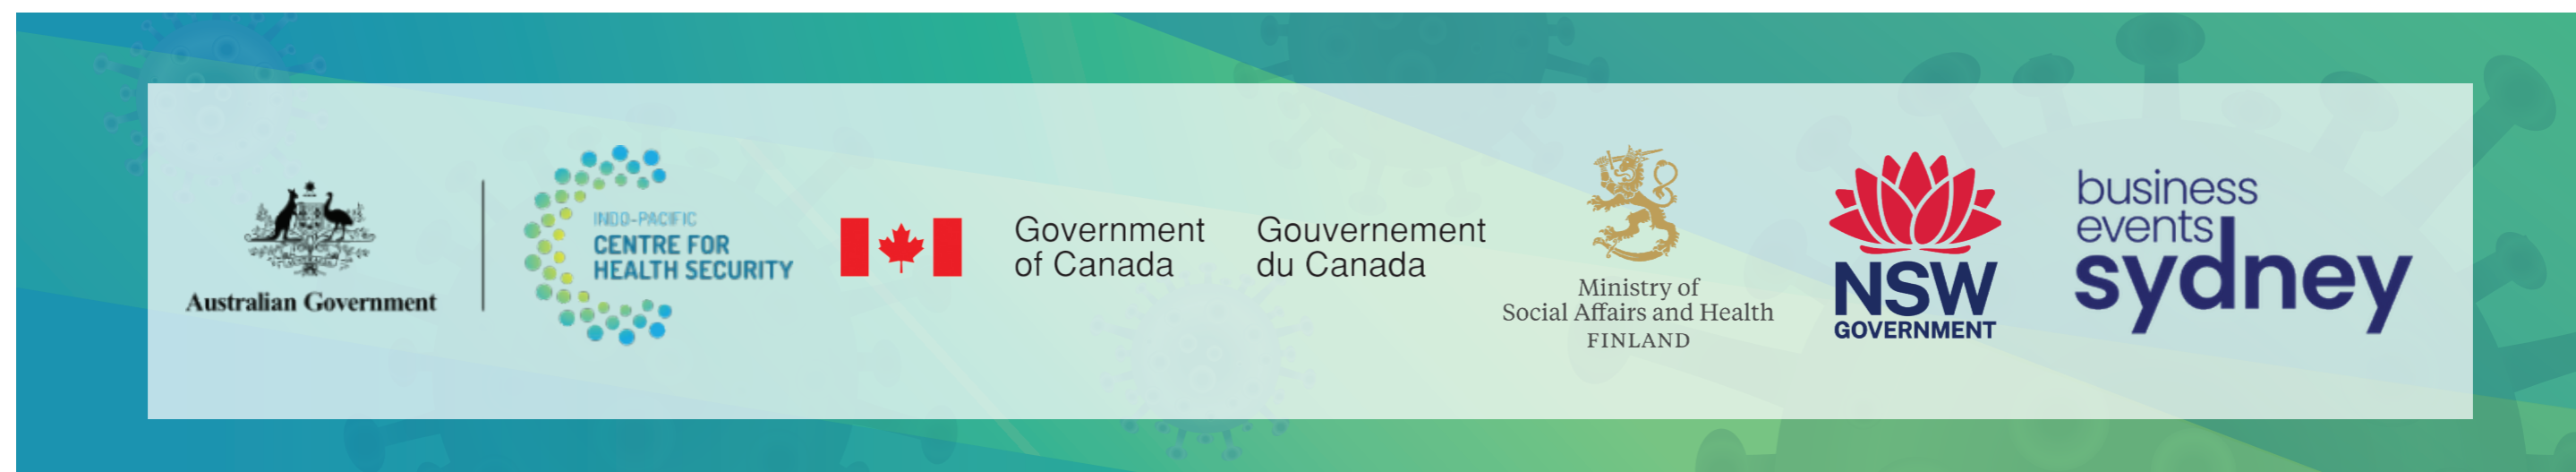 Australian Government
INDO-PACIFIC
CENTRE FOR
HEALTH SECURITY
Government
of Canada
Gouvernement
du Canada
Ministry of
Social Affairs and Health
FINLAND
NSW
GOVERNMENT
business
events
sydney